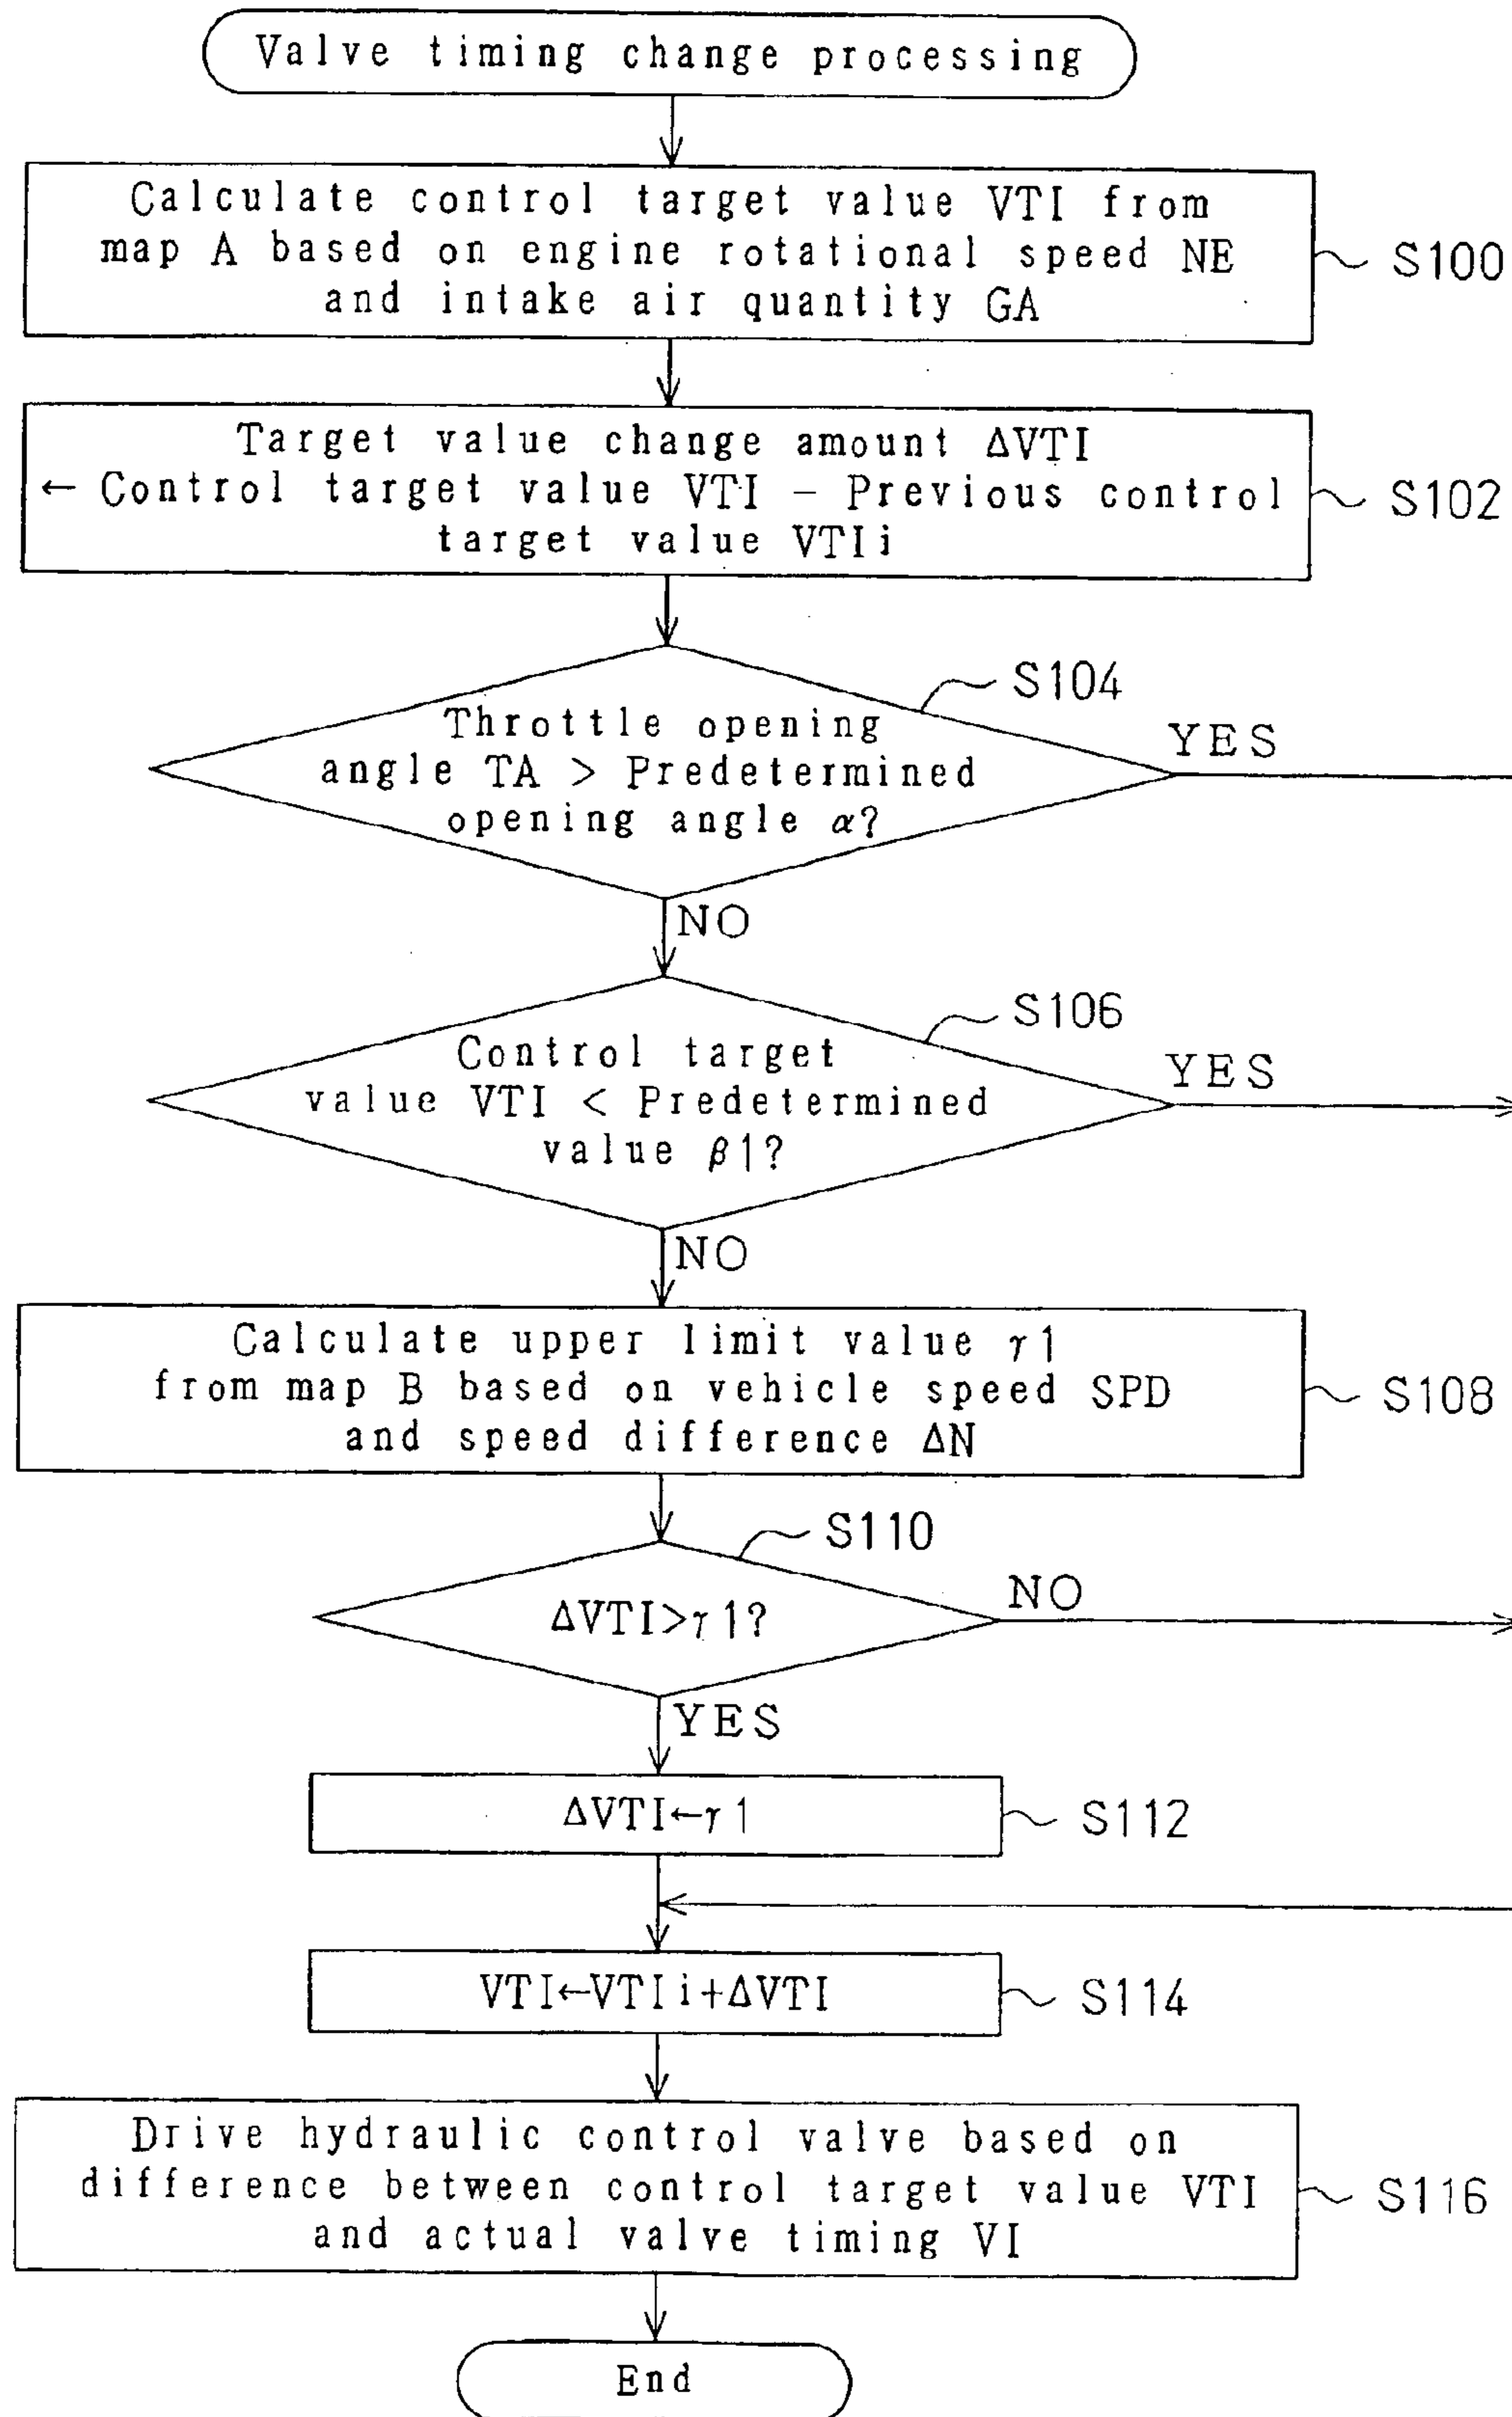 Valve timing change processing
Calculate control target value VTI from
map A based on engine rotational speed NE
and intake air quantity GA
S100
Target value change amount ΔVTI
← Control target value VTI − Previous control
target value VTIi
S102
S104
Throttle opening
angle TA > Predetermined
opening angle α?
YES
NO
S106
Control target
value VTI < Predetermined
value β1?
YES
NO
Calculate upper limit value γ1
from map B based on vehicle speed SPD
and speed difference ΔN
S108
S110
ΔVTI>γ1?
NO
YES
ΔVTI←γ1
S112
VTI←VTIi+ΔVTI
S114
Drive hydraulic control valve based on
difference between control target value VTI
and actual valve timing VI
S116
End